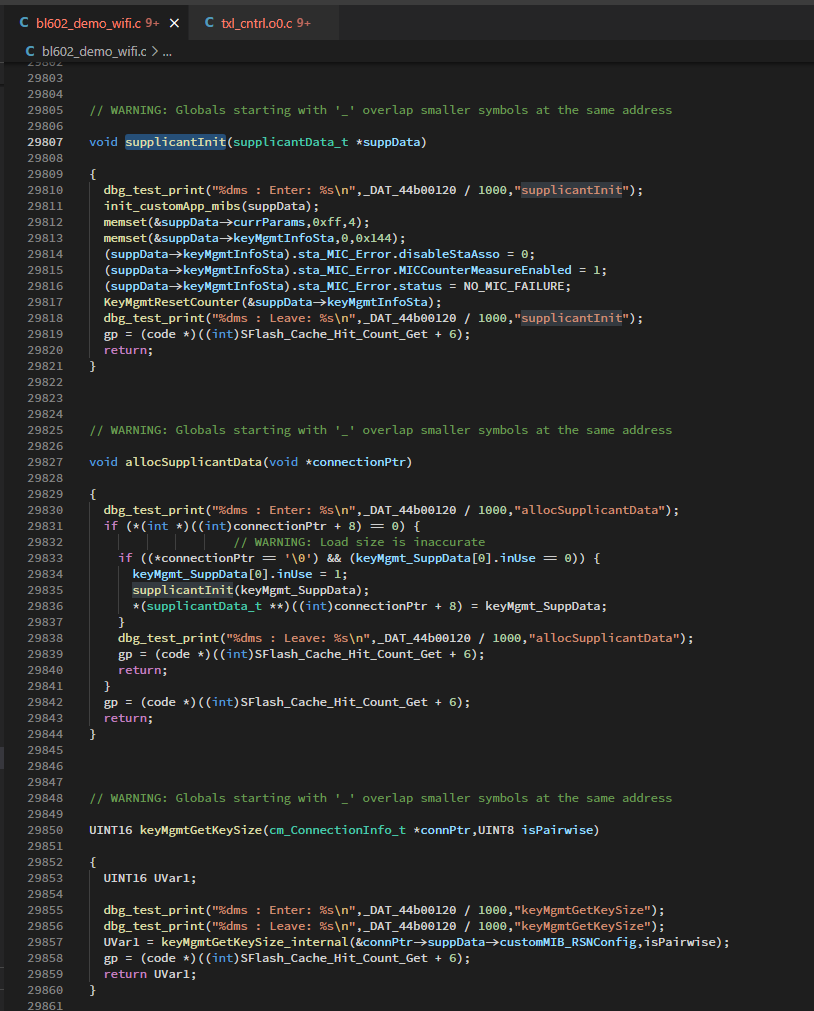 C bl602_demo_wifi.c 9+ × C txl_cntrl.o0.c 9+
C bl602_demo_wifi.c > ...
29802
29803
29804
29805 // WARNING: Globals starting with '_' overlap smaller symbols at the same address
29806
29807 void supplicantInit(supplicantData_t *suppData)
29808
29809 {
29810 dbg_test_print("%dms : Enter: %s\n",_DAT_44b00120 / 1000,"supplicantInit");
29811 init_customApp_mibs(suppData);
29812 memset(&suppData->currParams,0xff,4);
29813 memset(&suppData->keyMgmtInfoSta,0,0x144);
29814 (suppData->keyMgmtInfoSta).sta_MIC_Error.disableStaAsso = 0;
29815 (suppData->keyMgmtInfoSta).sta_MIC_Error.MICCounterMeasureEnabled = 1;
29816 (suppData->keyMgmtInfoSta).sta_MIC_Error.status = NO_MIC_FAILURE;
29817 KeyMgmtResetCounter(&suppData->keyMgmtInfoSta);
29818 dbg_test_print("%dms : Leave: %s\n",_DAT_44b00120 / 1000,"supplicantInit");
29819 gp = (code *)((int)SFlash_Cache_Hit_Count_Get + 6);
29820 return;
29821 }
29822
29823
29824
29825 // WARNING: Globals starting with '_' overlap smaller symbols at the same address
29826
29827 void allocSupplicantData(void *connectionPtr)
29828
29829 {
29830 dbg_test_print("%dms : Enter: %s\n",_DAT_44b00120 / 1000,"allocSupplicantData");
29831 if (*(int *)((int)connectionPtr + 8) == 0) {
29832 // WARNING: Load size is inaccurate
29833 if ((*connectionPtr == '\0') && (keyMgmt_SuppData[0].inUse == 0)) {
29834 keyMgmt_SuppData[0].inUse = 1;
29835 supplicantInit(keyMgmt_SuppData);
29836 *(supplicantData_t **)((int)connectionPtr + 8) = keyMgmt_SuppData;
29837 }
29838 dbg_test_print("%dms : Leave: %s\n",_DAT_44b00120 / 1000,"allocSupplicantData");
29839 gp = (code *)((int)SFlash_Cache_Hit_Count_Get + 6);
29840 return;
29841 }
29842 gp = (code *)((int)SFlash_Cache_Hit_Count_Get + 6);
29843 return;
29844 }
29845
29846
29847
29848 // WARNING: Globals starting with '_' overlap smaller symbols at the same address
29849
29850 UINT16 keyMgmtGetKeySize(cm_ConnectionInfo_t *connPtr,UINT8 isPairwise)
29851
29852 {
29853 UINT16 UVar1;
29854
29855 dbg_test_print("%dms : Enter: %s\n",_DAT_44b00120 / 1000,"keyMgmtGetKeySize");
29856 dbg_test_print("%dms : Leave: %s\n",_DAT_44b00120 / 1000,"keyMgmtGetKeySize");
29857 UVar1 = keyMgmtGetKeySize_internal(&connPtr->suppData->customMIB_RSNConfig,isPairwise);
29858 gp = (code *)((int)SFlash_Cache_Hit_Count_Get + 6);
29859 return UVar1;
29860 }
29861